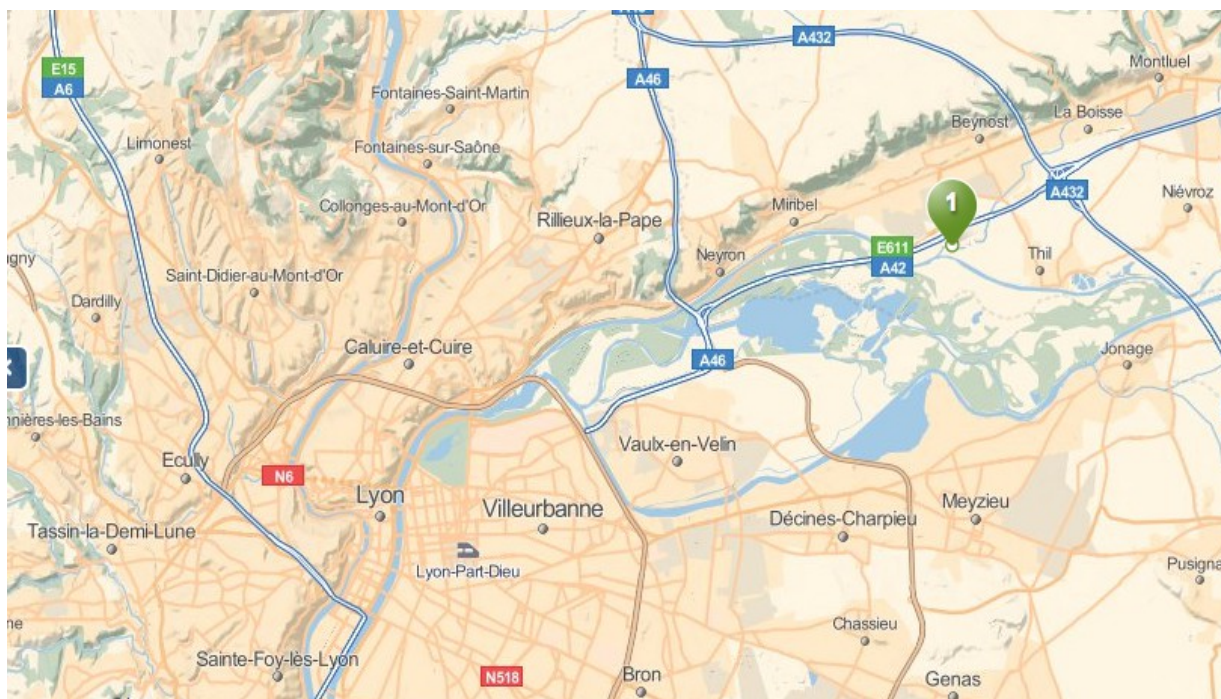 A432
E15
A6
A46
Montluel
Fontaines-Saint-Martin
La Boisse
Beynost
Limonest
Fontaines-sur-Saône
A432
Niévroz
1
Collonges-au-Mont-d'Or
Miribel
Rillieux-la-Pape
E611
Neyron
Thil
A42
Saint-Didier-au-Mont-d'Or
Dardilly
Caluire-et-Cuire
A46
Jonage
Vaulx-en-Velin
Ecully
N6
Lyon
Villeurbanne
Meyzieu
Décines-Charpieu
Tassin-la-Demi-Lune
Lyon-Part-Dieu
Chassieu
Sainte-Foy-lès-Lyon
N518
Bron
Genas